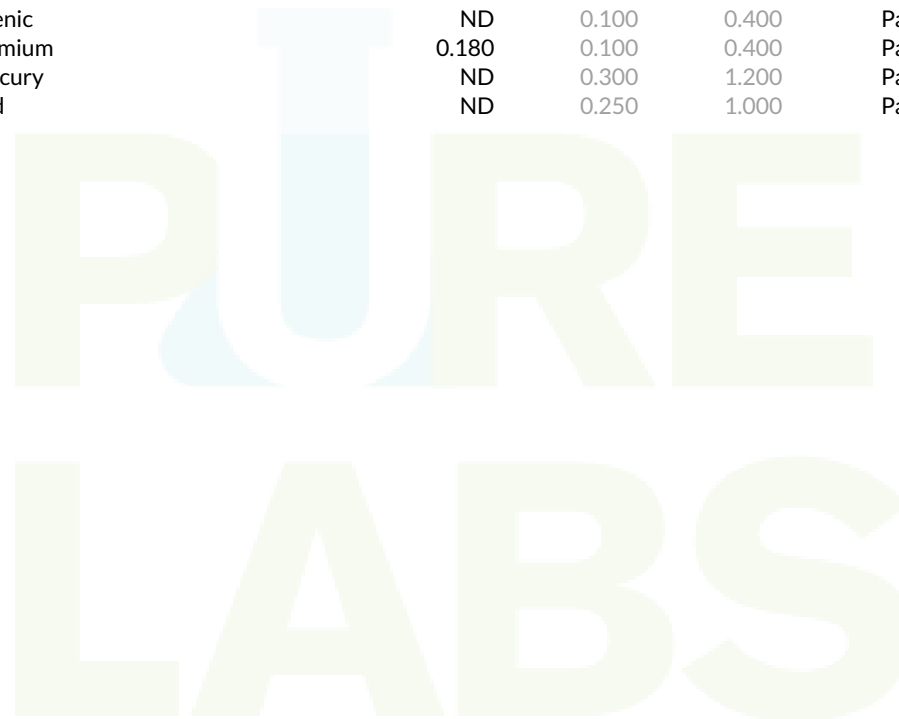 enic ND 0.100 0.400 Pa
mium 0.180 0.100 0.400 Pa
cury ND 0.300 1.200 Pa
d ND 0.250 1.000 Pa
PURE
LABS